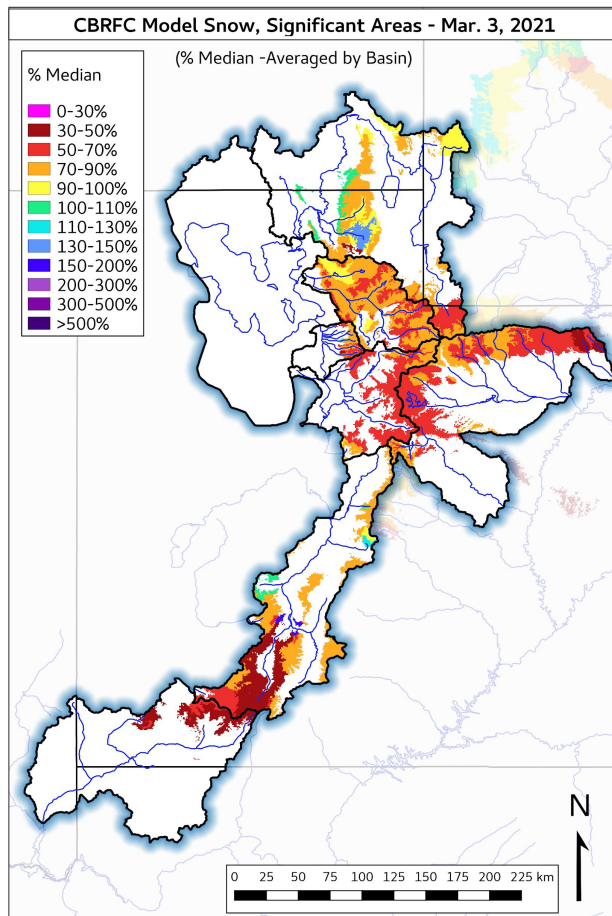 CBRFC Model Snow, Significant Areas - Mar. 3, 2021
(% Median -Averaged by Basin)
% Median
0-30%
30-50%
50-70%
70-90%
90-100%
100-110%
110-130%
130-150%
150-200%
200-300%
300-500%
>500%
N
0 25 50 75 100 125 150 175 200 225 km